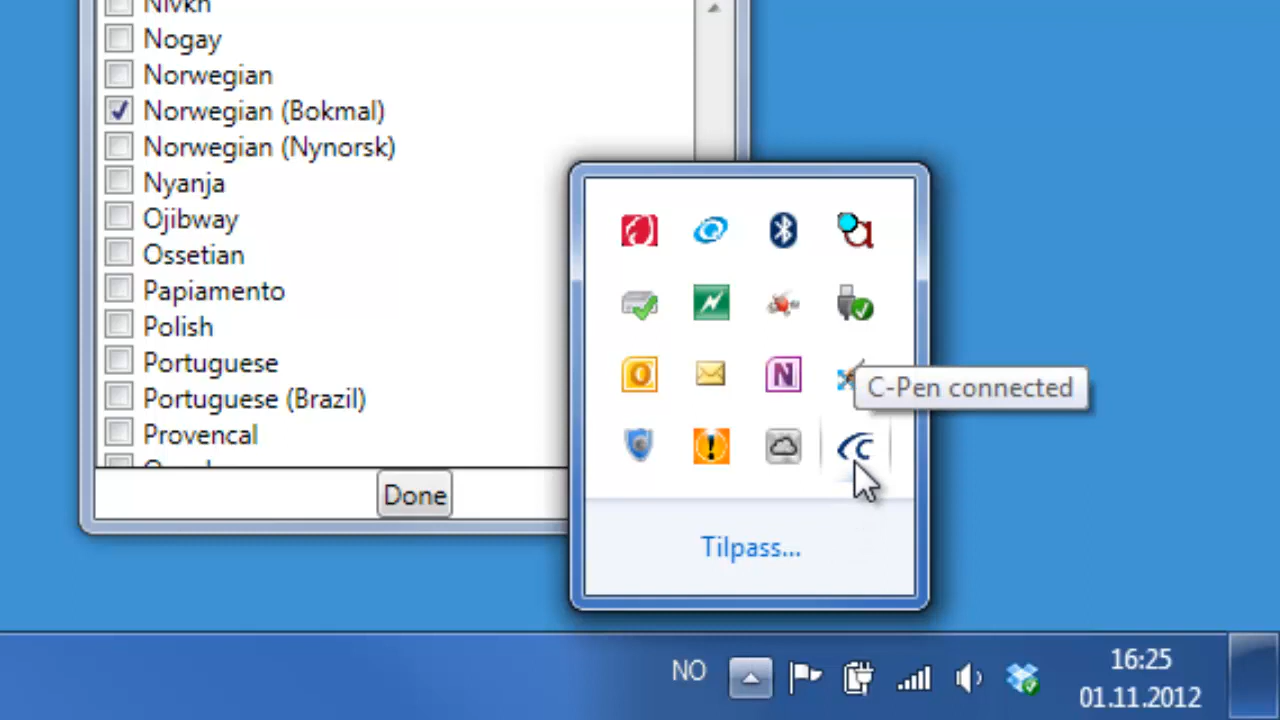 Nivkh
Nogay
Norwegian
Norwegian (Bokmal)
Norwegian (Nynorsk)
Nyanja
Ojibway
Ossetian
Papiamento
Polish
Portuguese
Portuguese (Brazil)
Provencal
Done
C-Pen connected
Tilpass...
NO
16:25
01.11.2012